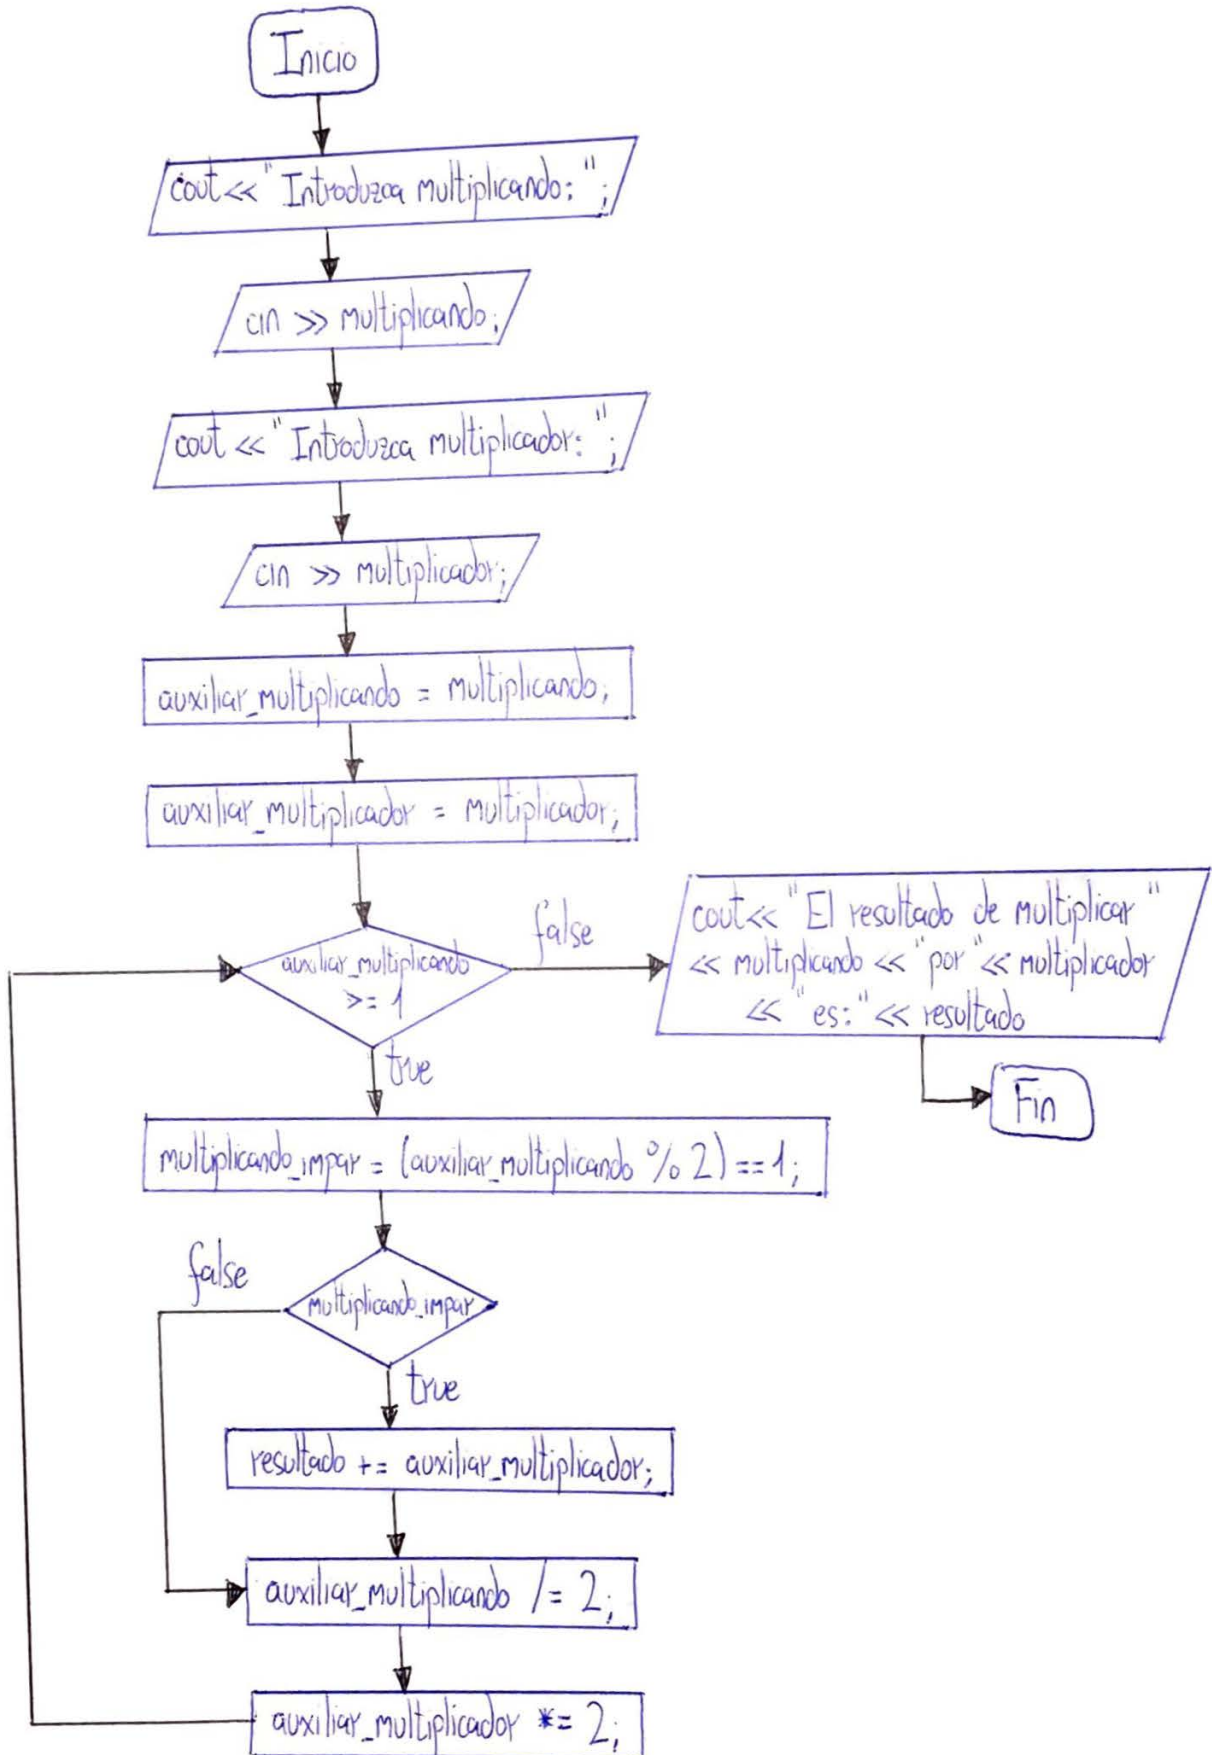 Inicio
cout<<"Introduzca multiplicando: ";
cin >> multiplicando;
cout <<"Introduzca multiplicador: ";
cin >> multiplicador;
auxiliar_multiplicando = multiplicando;
auxiliar_multiplicador = multiplicador;
auxiliar_multiplicando
>= 1
false
cout<< "El resultado de multiplicar "
<< multiplicando << "por" << multiplicador
<< "es:" << resultado
Fin
true
multiplicando_impar = (auxiliar_multiplicando % 2) == 1;
multiplicando_impar
false
true
resultado += auxiliar_multiplicador;
auxiliar_multiplicando /= 2;
auxiliar_multiplicador *= 2;